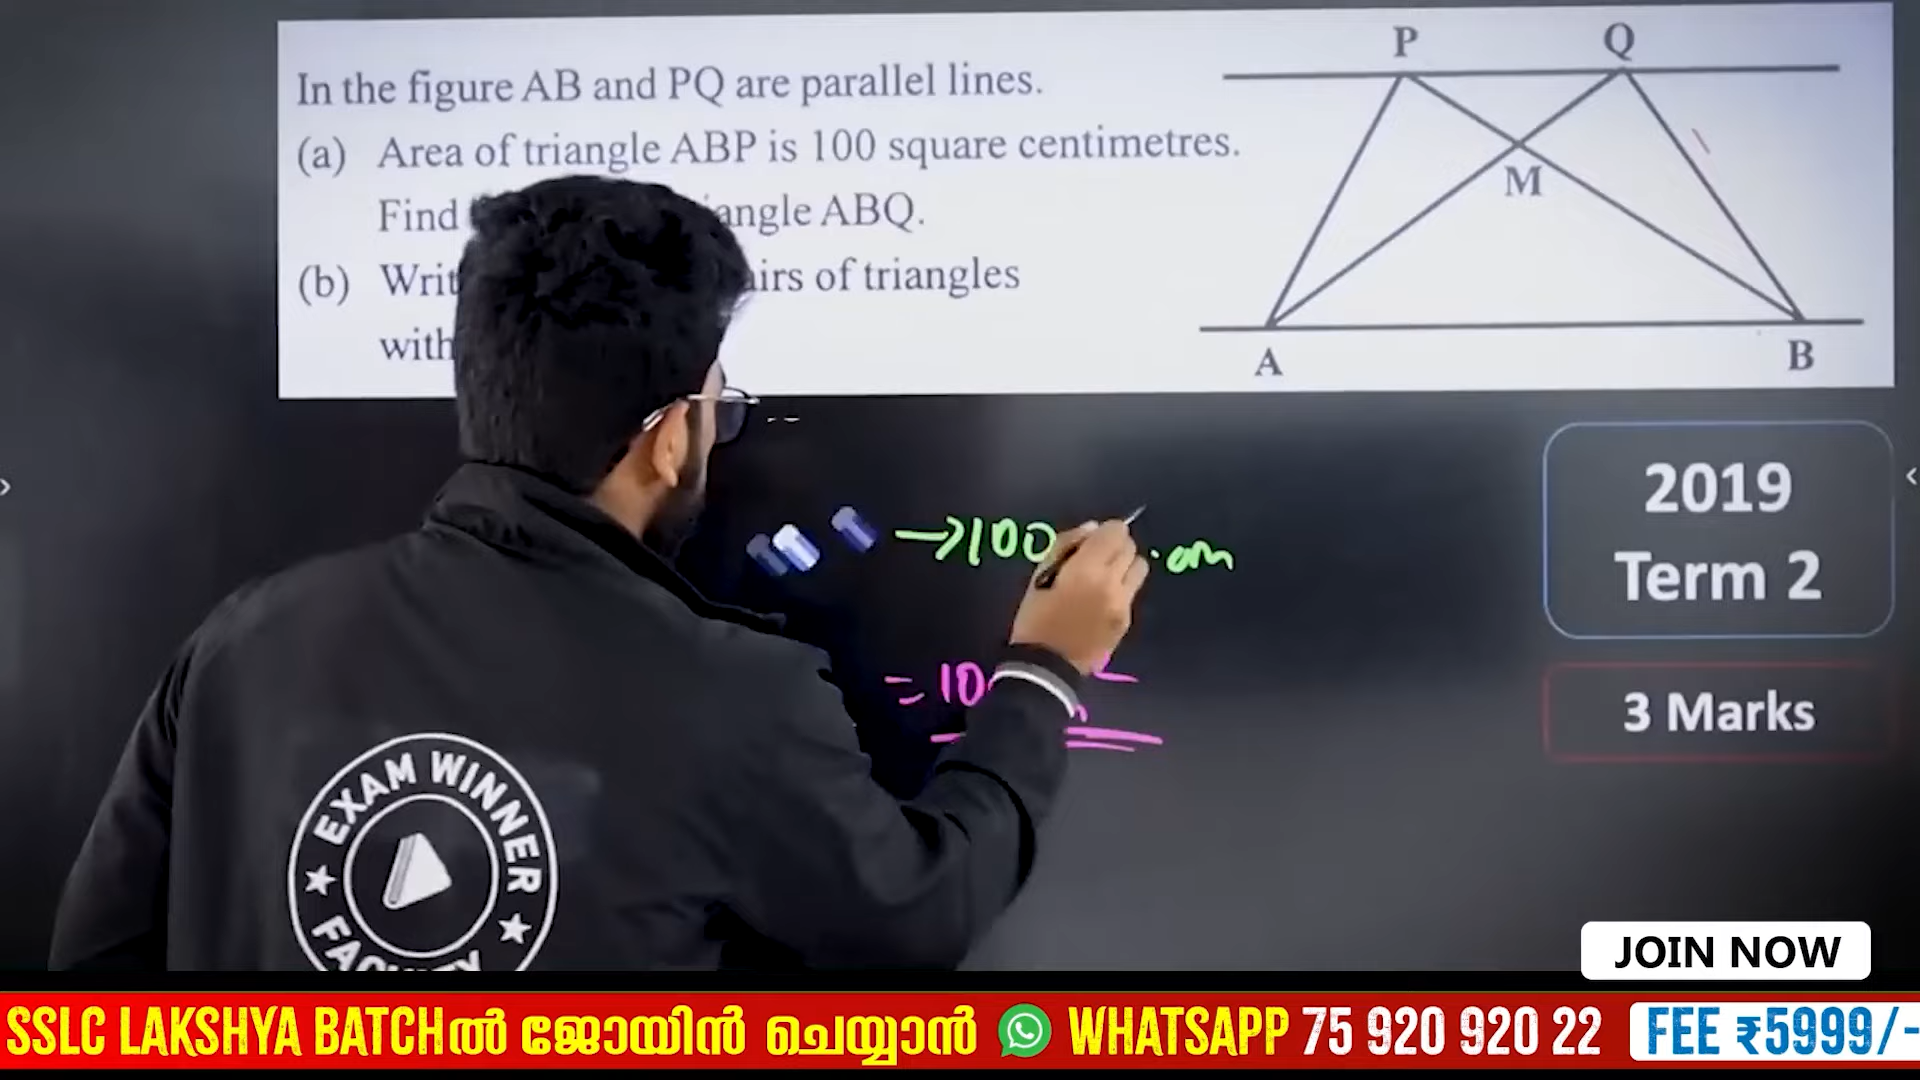 In the figure AB and PQ are parallel lines.
(a) Area of triangle ABP is 100 square centimetres.
Find angle ABQ.
(b) Writ airs of triangles
with
P Q
M
A B
→ 100 . cm
= 10
2019
Term 2
3 Marks
EXAM WINNER
FACULTY
JOIN NOW
SSLC LAKSHYA BATCHൽ ജോയിൻ ചെയ്യാൻ WHATSAPP 75 920 920 22 FEE ₹5999/-